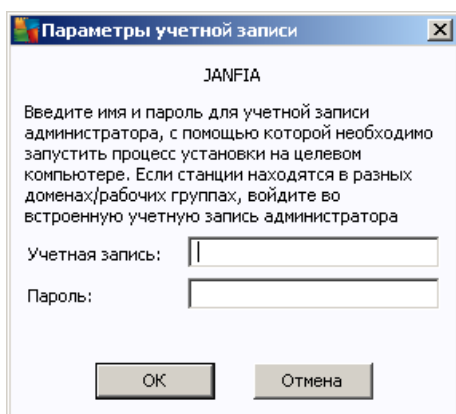 Параметры учетной записи
JANFIA
Введите имя и пароль для учетной записи
администратора, с помощью которой необходимо
запустить процесс установки на целевом
компьютере. Если станции находятся в разных
доменах/рабочих группах, войдите во
встроенную учетную запись администратора
Учетная запись:
Пароль:
ОК
Отмена